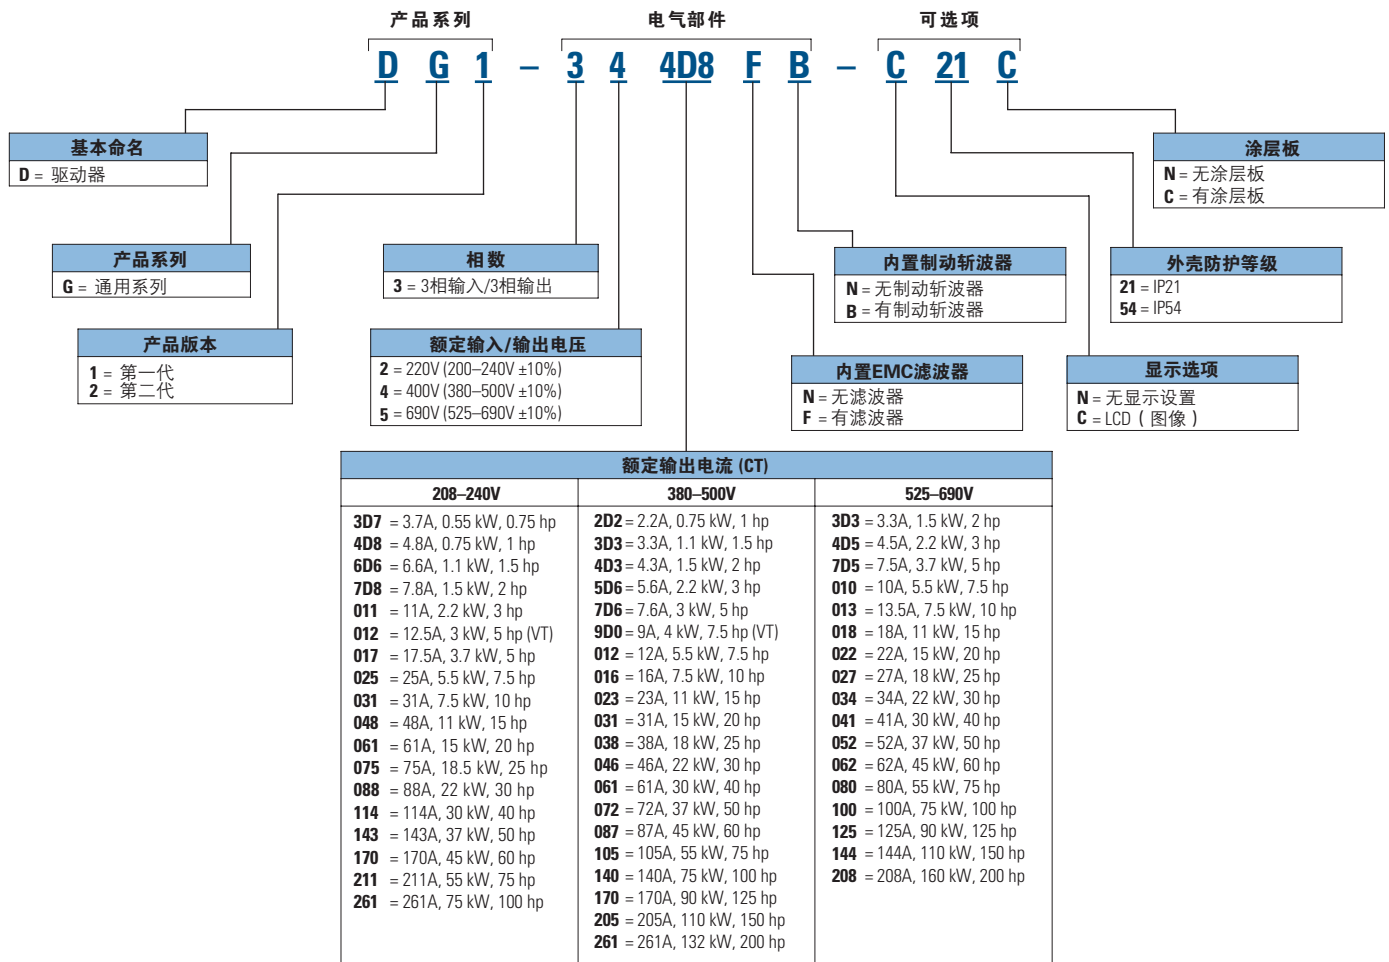 产品系列 电气部件 可选项
D G 1 – 3 4 4D8 F B – C 21 C
基本命名
D = 驱动器
涂层板
N = 无涂层板
C = 有涂层板
产品系列
G = 通用系列
相数
3 = 3相输入/3相输出
内置制动斩波器
N = 无制动斩波器
B = 有制动斩波器
外壳防护等级
21 = IP21
54 = IP54
产品版本
1 = 第一代
2 = 第二代
额定输入/输出电压
2 = 220V (200–240V ±10%)
4 = 400V (380–500V ±10%)
5 = 690V (525–690V ±10%)
内置EMC滤波器
N = 无滤波器
F = 有滤波器
显示选项
N = 无显示设置
C = LCD（图像）
额定输出电流 (CT)
208–240V
3D7 = 3.7A, 0.55 kW, 0.75 hp
4D8 = 4.8A, 0.75 kW, 1 hp
6D6 = 6.6A, 1.1 kW, 1.5 hp
7D8 = 7.8A, 1.5 kW, 2 hp
011 = 11A, 2.2 kW, 3 hp
012 = 12.5A, 3 kW, 5 hp (VT)
017 = 17.5A, 3.7 kW, 5 hp
025 = 25A, 5.5 kW, 7.5 hp
031 = 31A, 7.5 kW, 10 hp
048 = 48A, 11 kW, 15 hp
061 = 61A, 15 kW, 20 hp
075 = 75A, 18.5 kW, 25 hp
088 = 88A, 22 kW, 30 hp
114 = 114A, 30 kW, 40 hp
143 = 143A, 37 kW, 50 hp
170 = 170A, 45 kW, 60 hp
211 = 211A, 55 kW, 75 hp
261 = 261A, 75 kW, 100 hp
380–500V
2D2 = 2.2A, 0.75 kW, 1 hp
3D3 = 3.3A, 1.1 kW, 1.5 hp
4D3 = 4.3A, 1.5 kW, 2 hp
5D6 = 5.6A, 2.2 kW, 3 hp
7D6 = 7.6A, 3 kW, 5 hp
9D0 = 9A, 4 kW, 7.5 hp (VT)
012 = 12A, 5.5 kW, 7.5 hp
016 = 16A, 7.5 kW, 10 hp
023 = 23A, 11 kW, 15 hp
031 = 31A, 15 kW, 20 hp
038 = 38A, 18 kW, 25 hp
046 = 46A, 22 kW, 30 hp
061 = 61A, 30 kW, 40 hp
072 = 72A, 37 kW, 50 hp
087 = 87A, 45 kW, 60 hp
105 = 105A, 55 kW, 75 hp
140 = 140A, 75 kW, 100 hp
170 = 170A, 90 kW, 125 hp
205 = 205A, 110 kW, 150 hp
261 = 261A, 132 kW, 200 hp
525–690V
3D3 = 3.3A, 1.5 kW, 2 hp
4D5 = 4.5A, 2.2 kW, 3 hp
7D5 = 7.5A, 3.7 kW, 5 hp
010 = 10A, 5.5 kW, 7.5 hp
013 = 13.5A, 7.5 kW, 10 hp
018 = 18A, 11 kW, 15 hp
022 = 22A, 15 kW, 20 hp
027 = 27A, 18 kW, 25 hp
034 = 34A, 22 kW, 30 hp
041 = 41A, 30 kW, 40 hp
052 = 52A, 37 kW, 50 hp
062 = 62A, 45 kW, 60 hp
080 = 80A, 55 kW, 75 hp
100 = 100A, 75 kW, 100 hp
125 = 125A, 90 kW, 125 hp
144 = 144A, 110 kW, 150 hp
208 = 208A, 160 kW, 200 hp